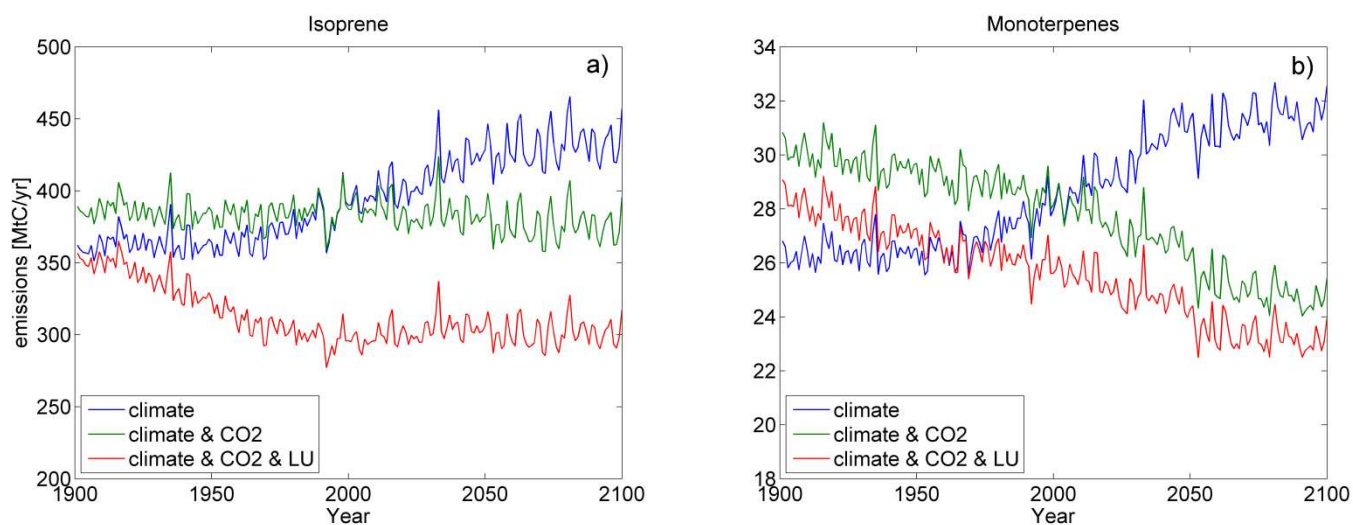 Isoprene
a)
500
450
400
350
300
250
200
emissions [MtC/yr]
climate
climate & CO2
climate & CO2 & LU
1900 1950 2000 2050 2100
Year
Monoterpenes
b)
34
32
30
28
26
24
22
20
18
climate
climate & CO2
climate & CO2 & LU
1900 1950 2000 2050 2100
Year